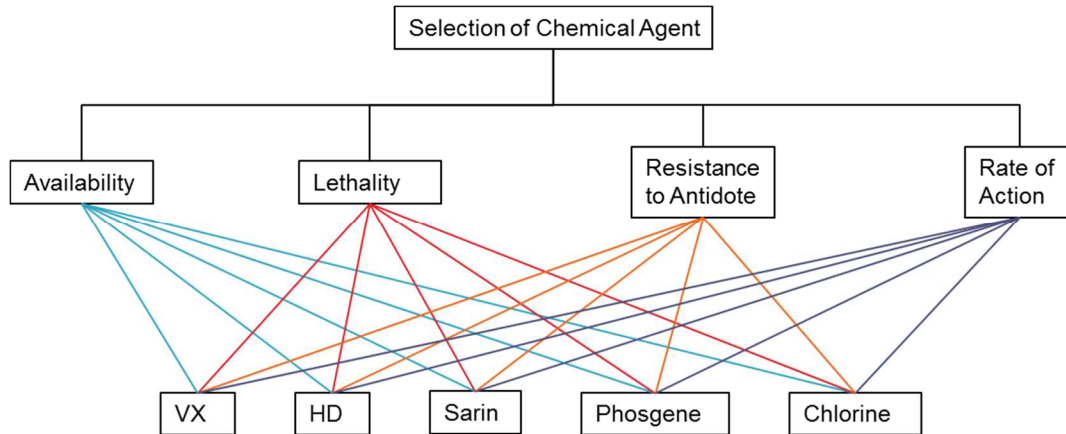 Selection of Chemical Agent
Availability
Lethality
Resistance
to Antidote
Rate of
Action
VX
HD
Sarin
Phosgene
Chlorine